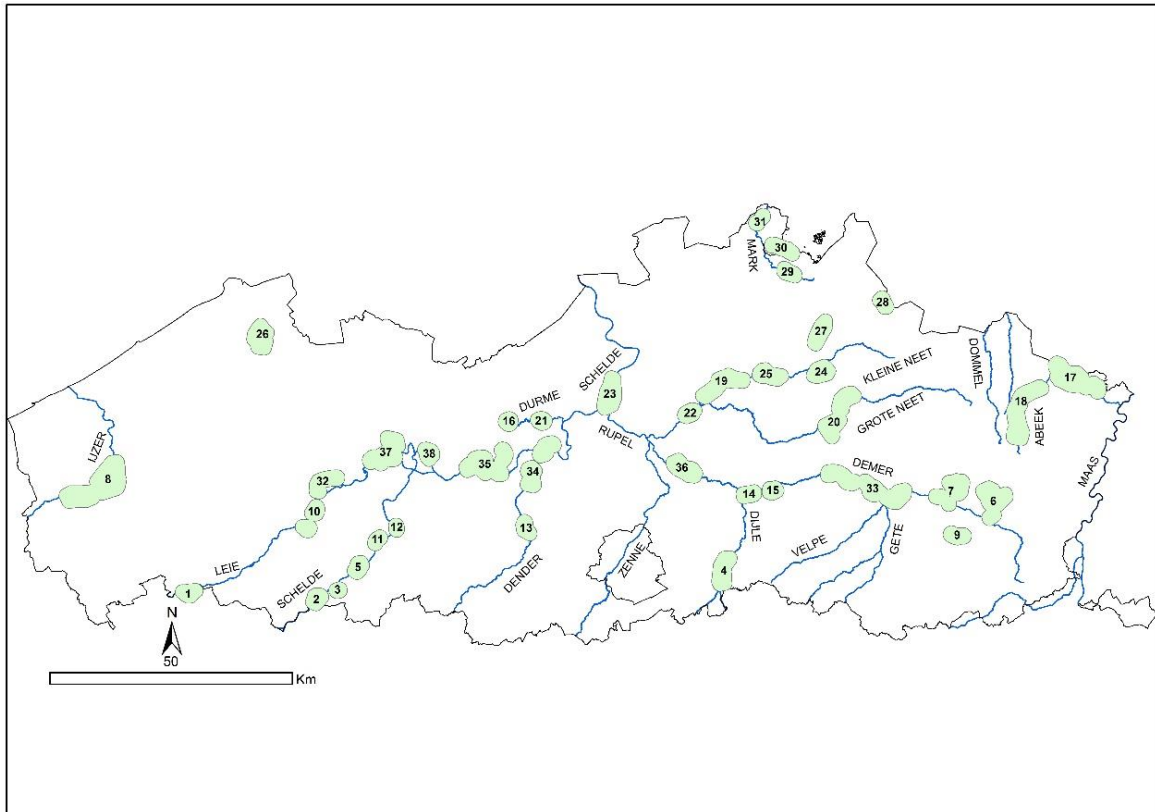 31
MARK
30
29
28
26
27
SCHELDE
KLEINE NEET
DOMMEL
17
19
25
24
23
18
DURME
GROTE NEET
ABEEK
16
21
22
20
RUPEL
IJZER
37
38
35
34
36
DEMER
MAAS
8
32
33
7
6
14
15
10
13
DIJLE
12
11
9
VELPE
GETE
LEIE
5
DENDER
ZENNE
4
SCHELDE
3
1
2
N
50
Km